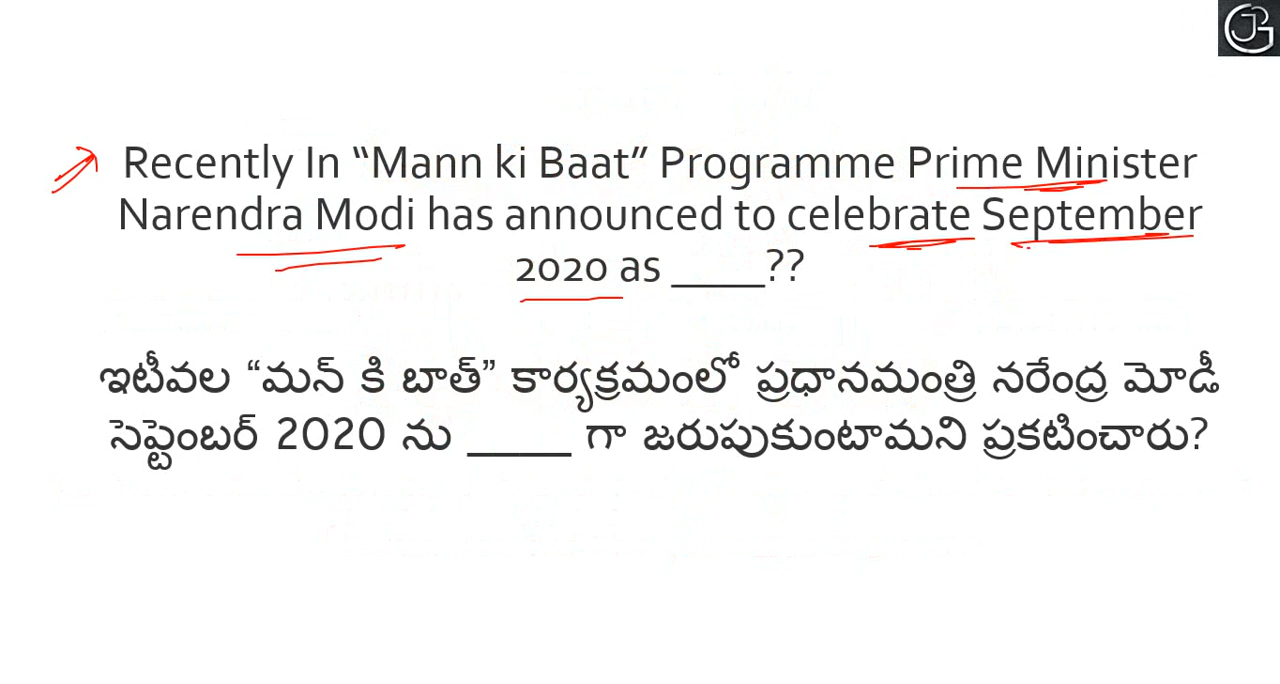 Recently In “Mann ki Baat” Programme Prime Minister
Narendra Modi has announced to celebrate September
2020 as _____??
ఇటీవల “మన్ కి బాత్” కార్యక్రమంలో ప్రధానమంత్రి నరేంద్ర మోడీ
సెప్టెంబర్ 2020 ను _____ గా జరుపుకుంటామని ప్రకటించారు?